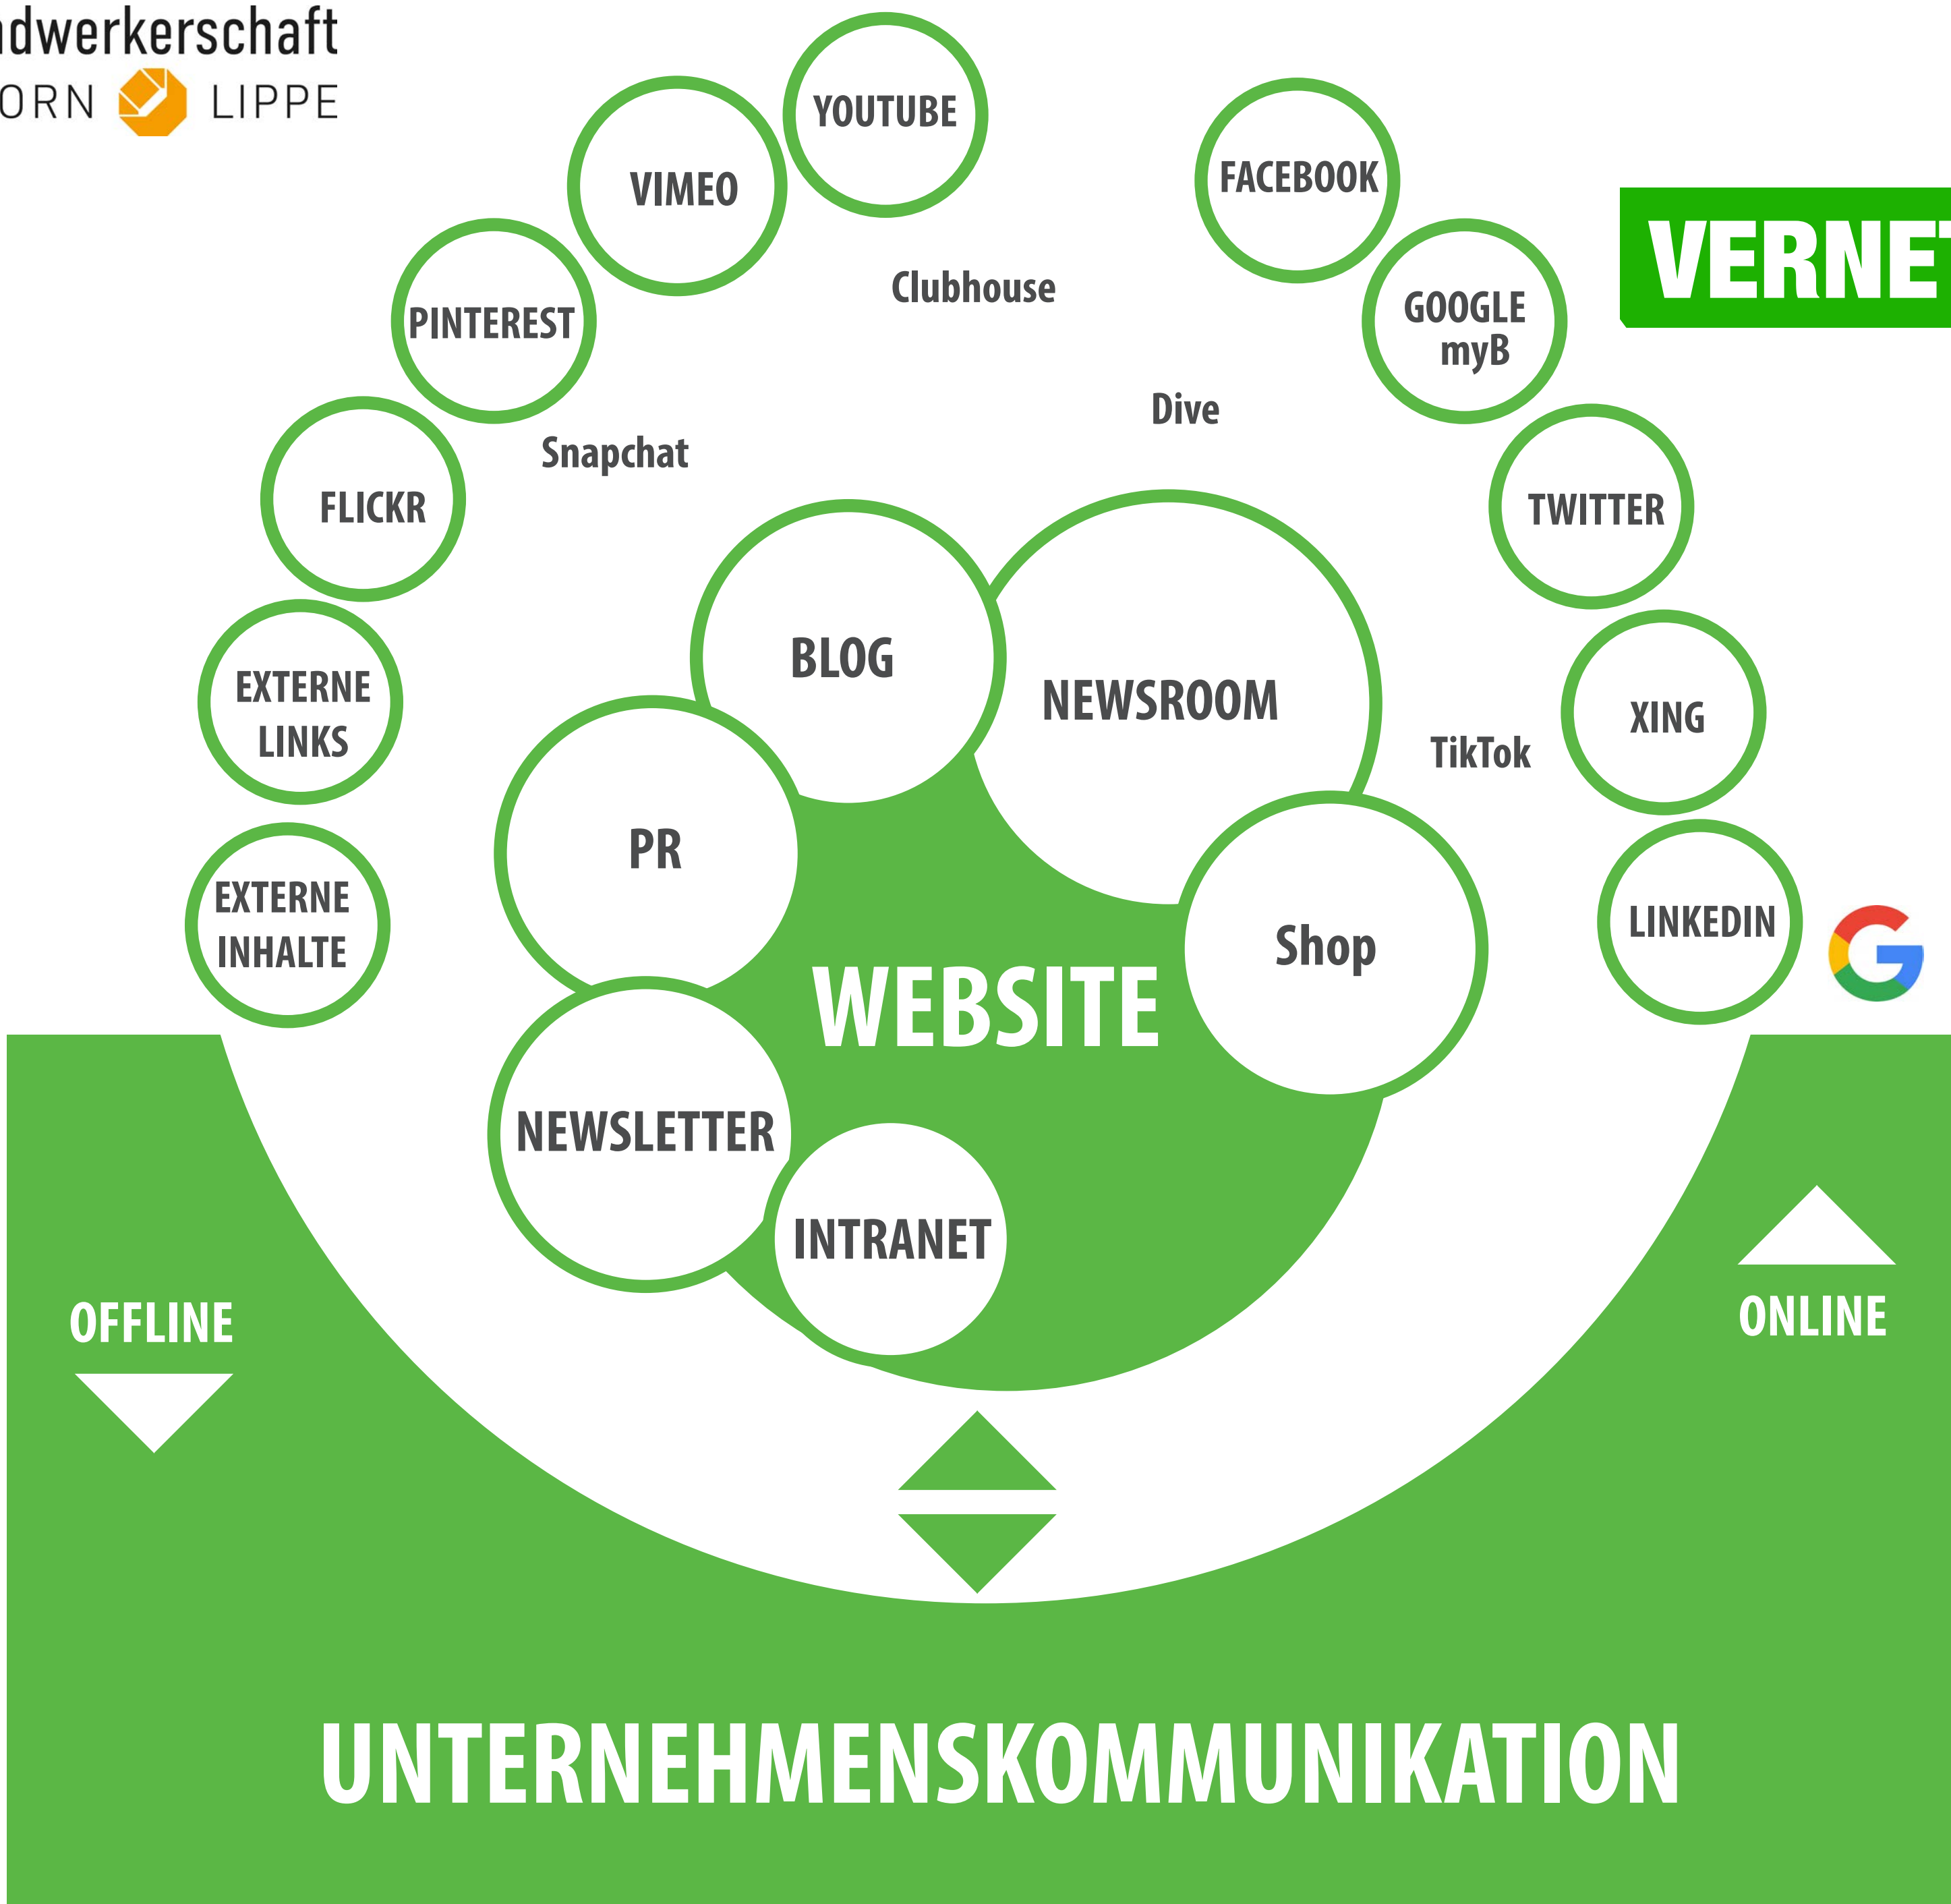 dwerkerschaft
ORN LIPPE
YOUTUBE
VIMEO
FACEBOOK
VERNET
Clubhouse
PINTEREST
GOOGLE
myB
Dive
Snapchat
FLICKR
TWITTER
BLOG
NEWSROOM
EXTERNE
LINKS
XING
TikTok
PR
EXTERNE
INHALTE
LINKEDIN
Shop
WEBSITE
NEWSLETTER
INTRANET
OFFLINE
ONLINE
UNTERNEHMENSKOMMUNIKATION